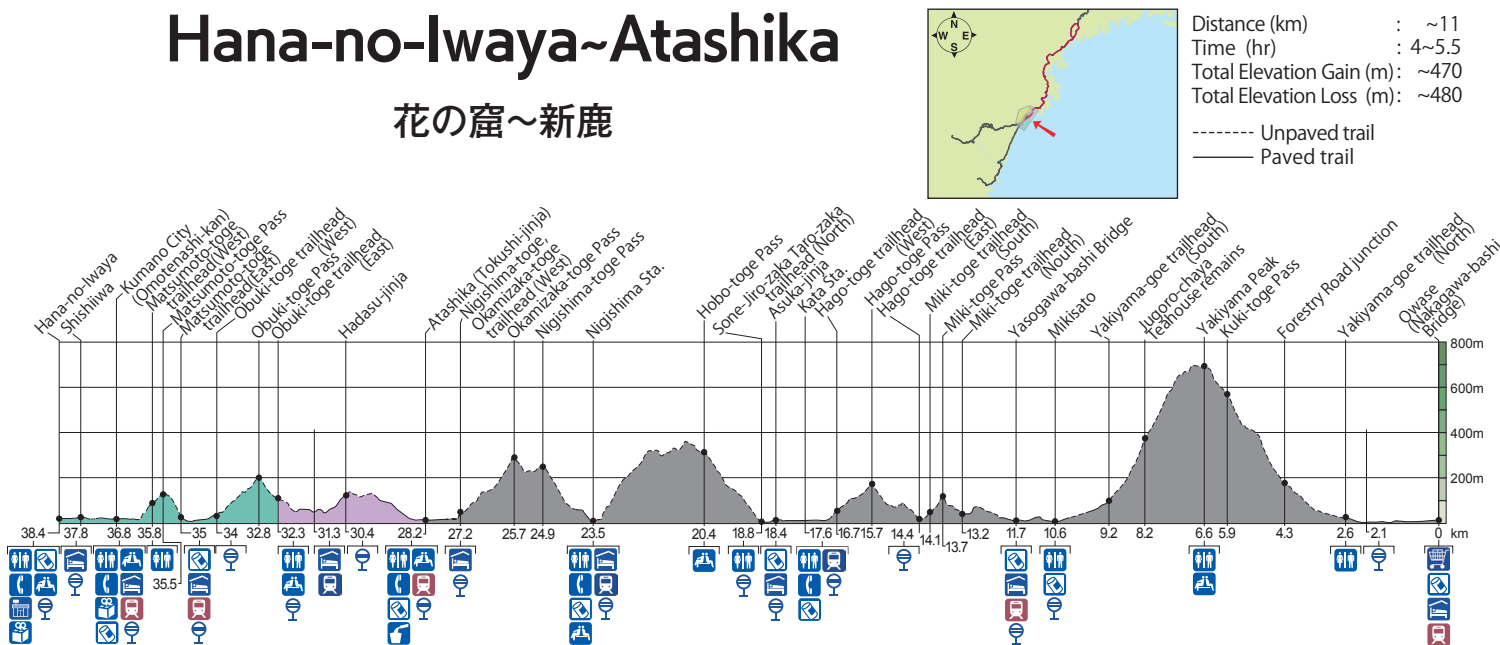 Hana-no-Iwaya~Atashika
花の窟〜新鹿
N
W E
S
Distance (km) : ~11
Time (hr) : 4~5.5
Total Elevation Gain (m) : ~470
Total Elevation Loss (m) : ~480
Unpaved trail
Paved trail
Hana-no-Iwaya
Shishiiwa
Kumano City
(Omotenashi-kan)
Matsumoto-toge
trailhead(West)
Matsumoto-toge Pass
Matsumoto-toge
trailhead(East)
Obuki-toge trailhead
(West)
Obuki-toge Pass
Obuki-toge trailhead
(East)
Hadasu-jinja
Atashika (Tokushi-jinja)
Nigishima-toge,
Okamizaka-toge
trailhead (West)
Okamizaka-toge Pass
Nigishima-toge Pass
Nigishima Sta.
Hobo-toge Pass
Sone-Jiro-zaka Taro-zaka
trailhead (North)
Asuka-jinja
Kata Sta.
Hago-toge trailhead
(West)
Hago-toge Pass
Hago-toge trailhead
(East)
Miki-toge trailhead
(South)
Miki-toge Pass
Miki-toge trailhead
(North)
Yasogawa-bashi Bridge
Mikisato
Yakiyama-goe trailhead
(South)
Jugoro-chaya
Teahouse remains
Yakiyama Peak
Kuki-toge Pass
Forestry Road junction
Yakiyama-goe trailhead
(North)
Owase
(Nakagawa-bashi
Bridge)
800m
600m
400m
200m
38.4 37.8 36.8 35.8 35 34 32.8 32.3 31.3 30.4 28.2 27.2 25.7 24.9 23.5 20.4 18.8 18.4 17.6 16.7 15.7 14.4 14.1 13.7 13.2 11.7 10.6 9.2 8.2 6.6 5.9 4.3 2.6 2.1 0 km
35.5